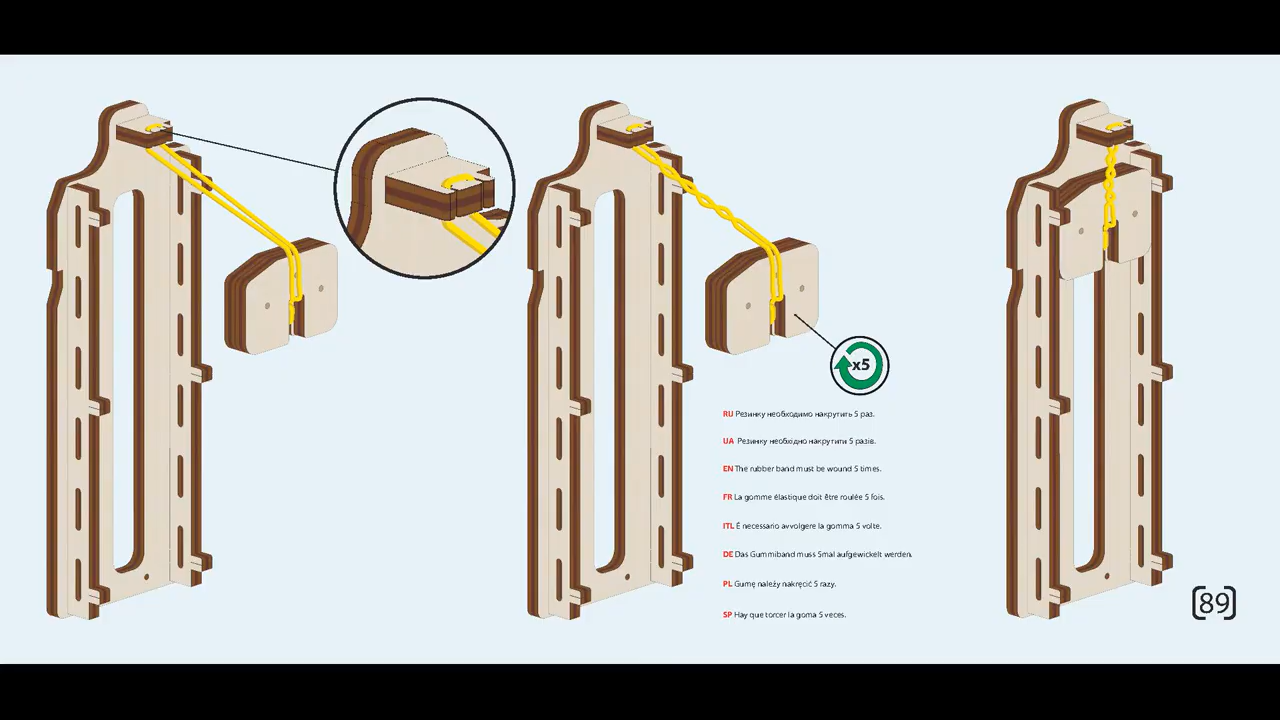 x5
RU Резинку необходимо накрутить 5 раз.
UA Резинку необхідно накрутити 5 разів.
EN The rubber band must be wound 5 times.
FR La gomme élastique doit être roulée 5 fois.
ITL É necessario avvolgere la gomma 5 volte.
DE Das Gummiband muss 5mal aufgewickelt werden.
PL Gumę należy nakręcić 5 razy.
SP Hay que torcer la goma 5 veces.
[89]